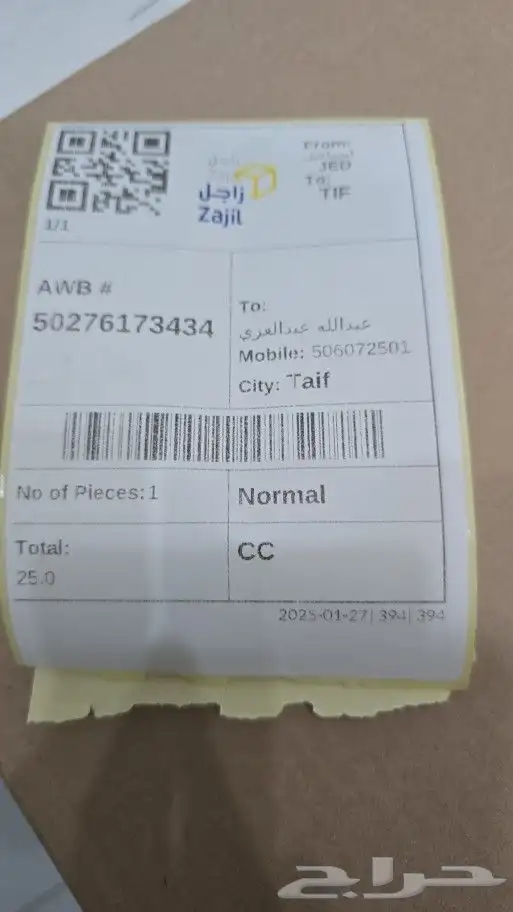 From:
JED
To:
TIF
زاجل
Zajil
1/1
AWB #
50276173434
To:
عبدالله عبدالعزي
Mobile: 506072501
City: Taif
No of Pieces:1
Normal
Total:
25.0
CC
2025-01-27| 394| 394
حراج